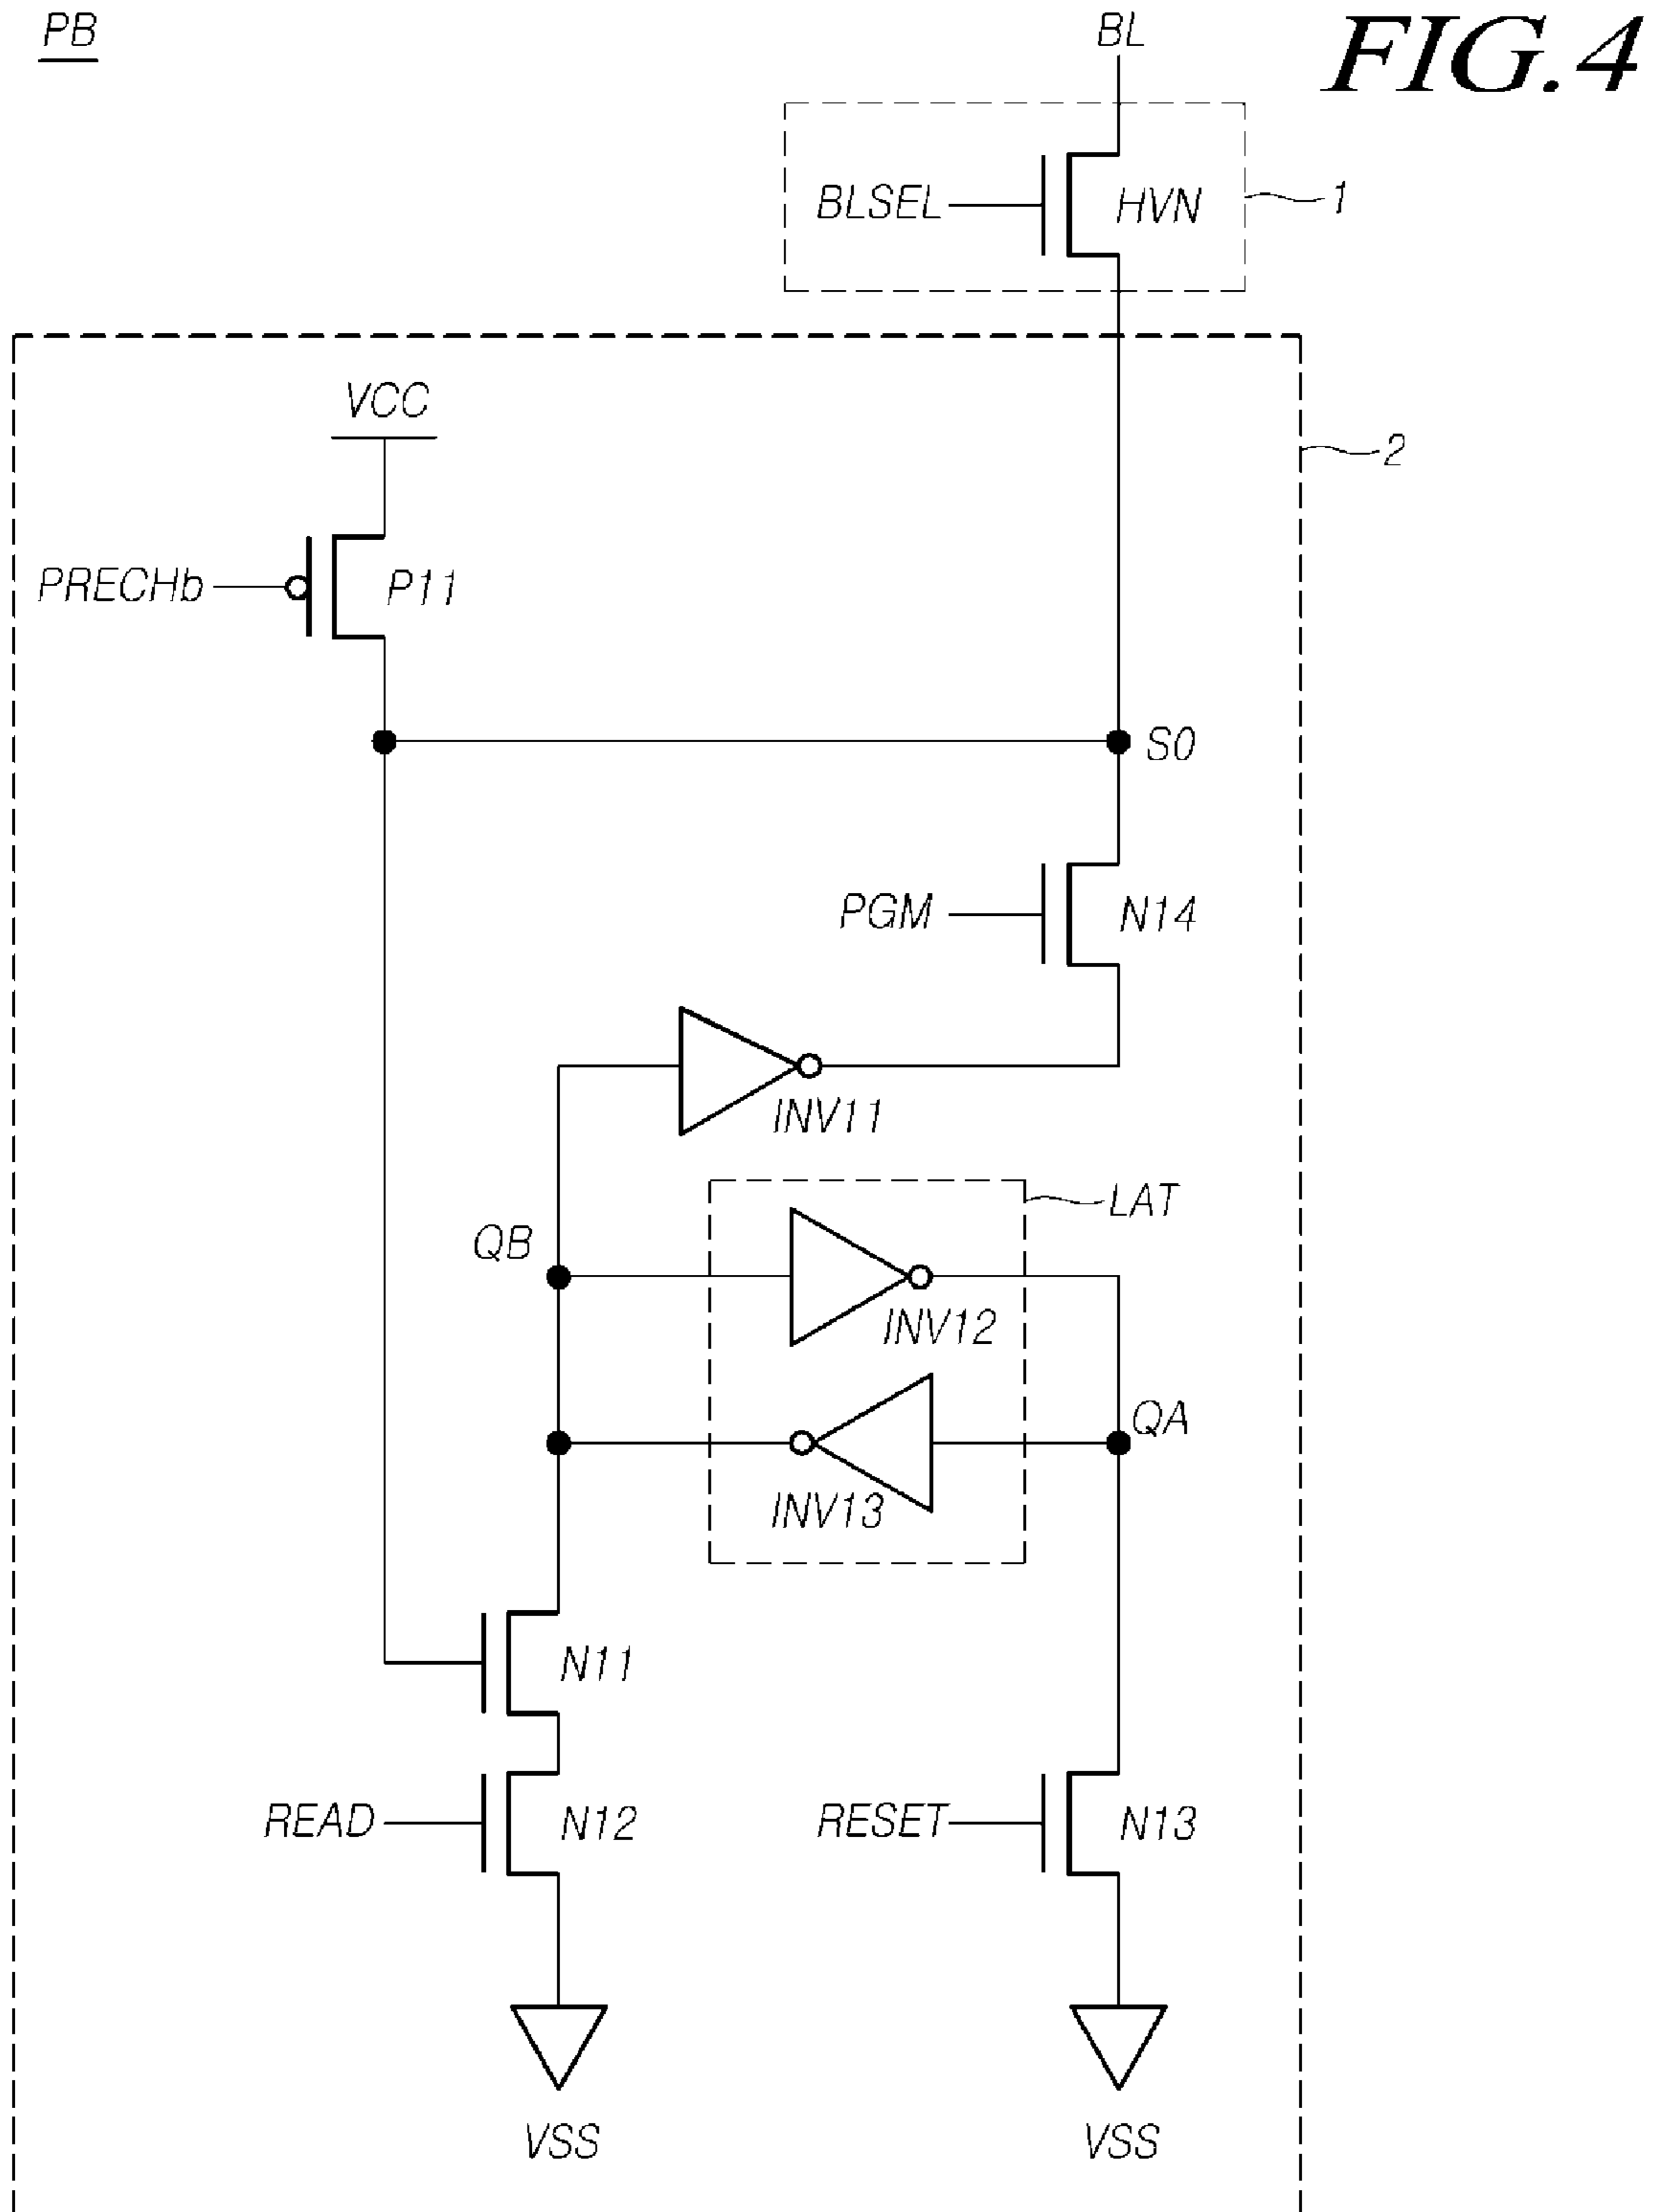 PB
BL
FIG.4
BLSEL
HVN
1
VCC
2
PRECHb
P11
S0
PGM
N14
INV11
LAT
QB
INV12
QA
INV13
N11
READ
N12
RESET
N13
VSS
VSS